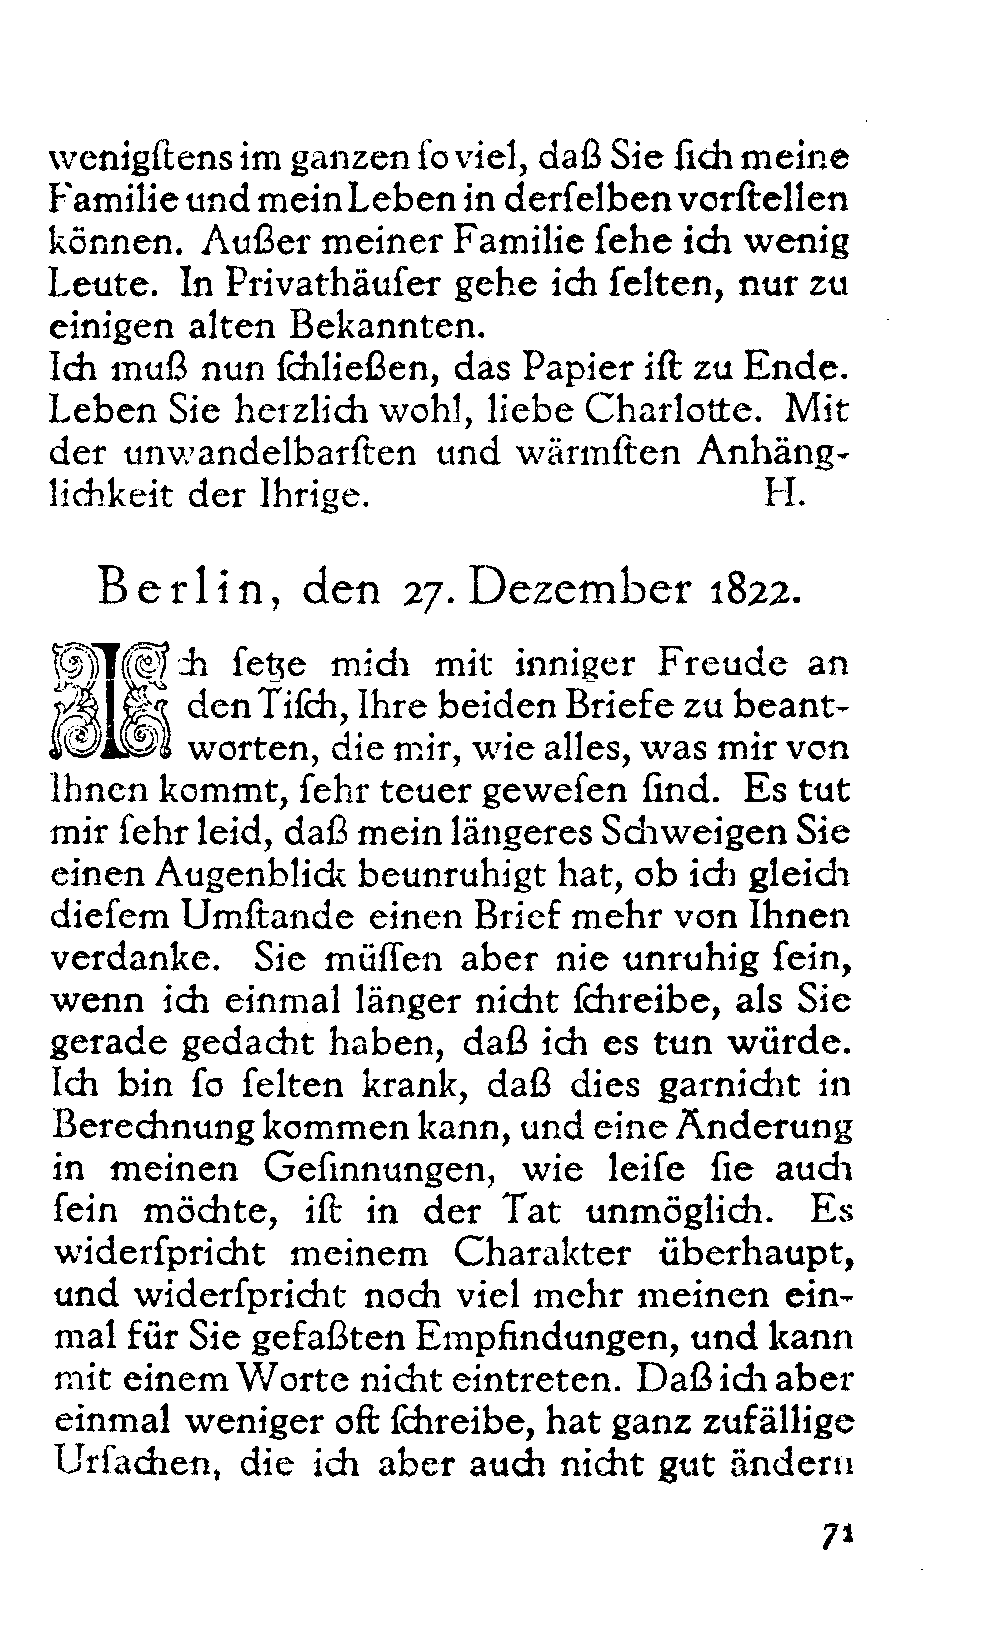 wenigſtens im ganzen ſo viel, daß Sie ſich meine
Familie und mein Leben in derſelben vorſtellen
können. Außer meiner Familie ſehe ich wenig
Leute. In Privathäuſer gehe ich ſelten, nur zu
einigen alten Bekannten.
Ich muß nun ſchließen, das Papier iſt zu Ende.
Leben Sie herzlich wohl, liebe Charlotte. Mit
der unwandelbarſten und wärmſten Anhäng-
lichkeit der Ihrige. H.
Berlin, den 27. Dezember 1822.
Ich ſetze mich mit inniger Freude an
den Tiſch, Ihre beiden Briefe zu beant-
worten, die mir, wie alles, was mir von
Ihnen kommt, ſehr teuer geweſen ſind. Es tut
mir ſehr leid, daß mein längeres Schweigen Sie
einen Augenblick beunruhigt hat, ob ich gleich
dieſem Umſtande einen Brief mehr von Ihnen
verdanke. Sie müſſen aber nie unruhig ſein,
wenn ich einmal länger nicht ſchreibe, als Sie
gerade gedacht haben, daß ich es tun würde.
Ich bin ſo ſelten krank, daß dies garnicht in
Berechnung kommen kann, und eine Änderung
in meinen Geſinnungen, wie leiſe ſie auch
ſein möchte, iſt in der Tat unmöglich. Es
widerſpricht meinem Charakter überhaupt,
und widerſpricht noch viel mehr meinen ein-
mal für Sie gefaßten Empfindungen, und kann
mit einem Worte nicht eintreten. Daß ich aber
einmal weniger oft ſchreibe, hat ganz zufällige
Urſachen, die ich aber auch nicht gut ändern
71